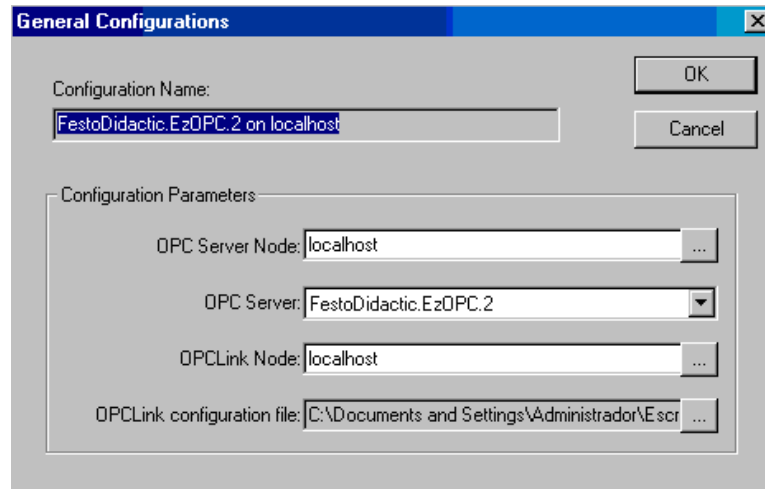 General Configurations
OK
Configuration Name:
FestoDidactic.EzOPC.2 on localhost
Cancel
Configuration Parameters
OPC Server Node: localhost ...
OPC Server: FestoDidactic.EzOPC.2
OPCLink Node: localhost ...
OPCLink configuration file: C:\Documents and Settings\Administrador\Escr ...